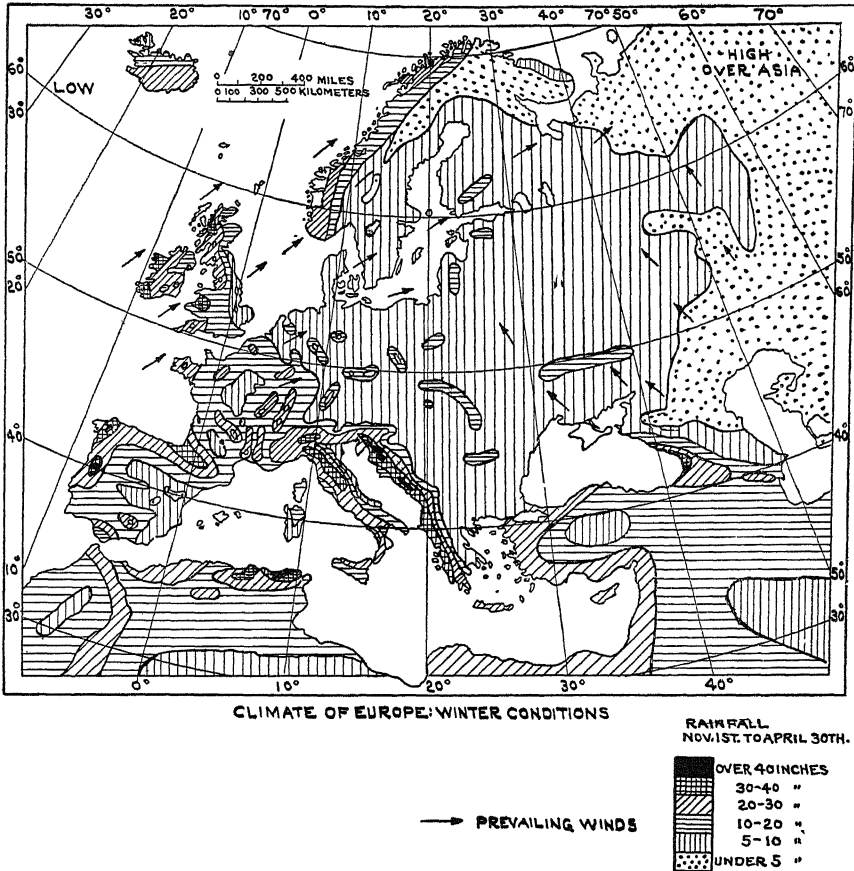 30° 20° 10° 70° 0° 10° 20° 30° 40° 70° 50° 60° 70°
LOW
0 200 400 MILES
0 100 300 500 KILOMETERS
HIGH
OVER ASIA
60°
30°
50°
20°
40°
10°
30°
60°
70°
50°
60°
40°
50°
30°
0° 10° 20° 30° 40°
CLIMATE OF EUROPE: WINTER CONDITIONS
RAINFALL
NOV. 1ST. TO APRIL 30TH.
OVER 40 INCHES
30-40 "
20-30 "
10-20 "
5-10 "
UNDER 5 "
PREVAILING WINDS